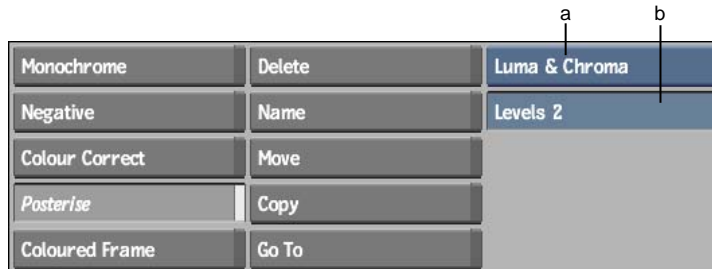 a b
Monochrome Delete Luma & Chroma
Negative Name Levels 2
Colour Correct Move
Posterise Copy
Coloured Frame Go To